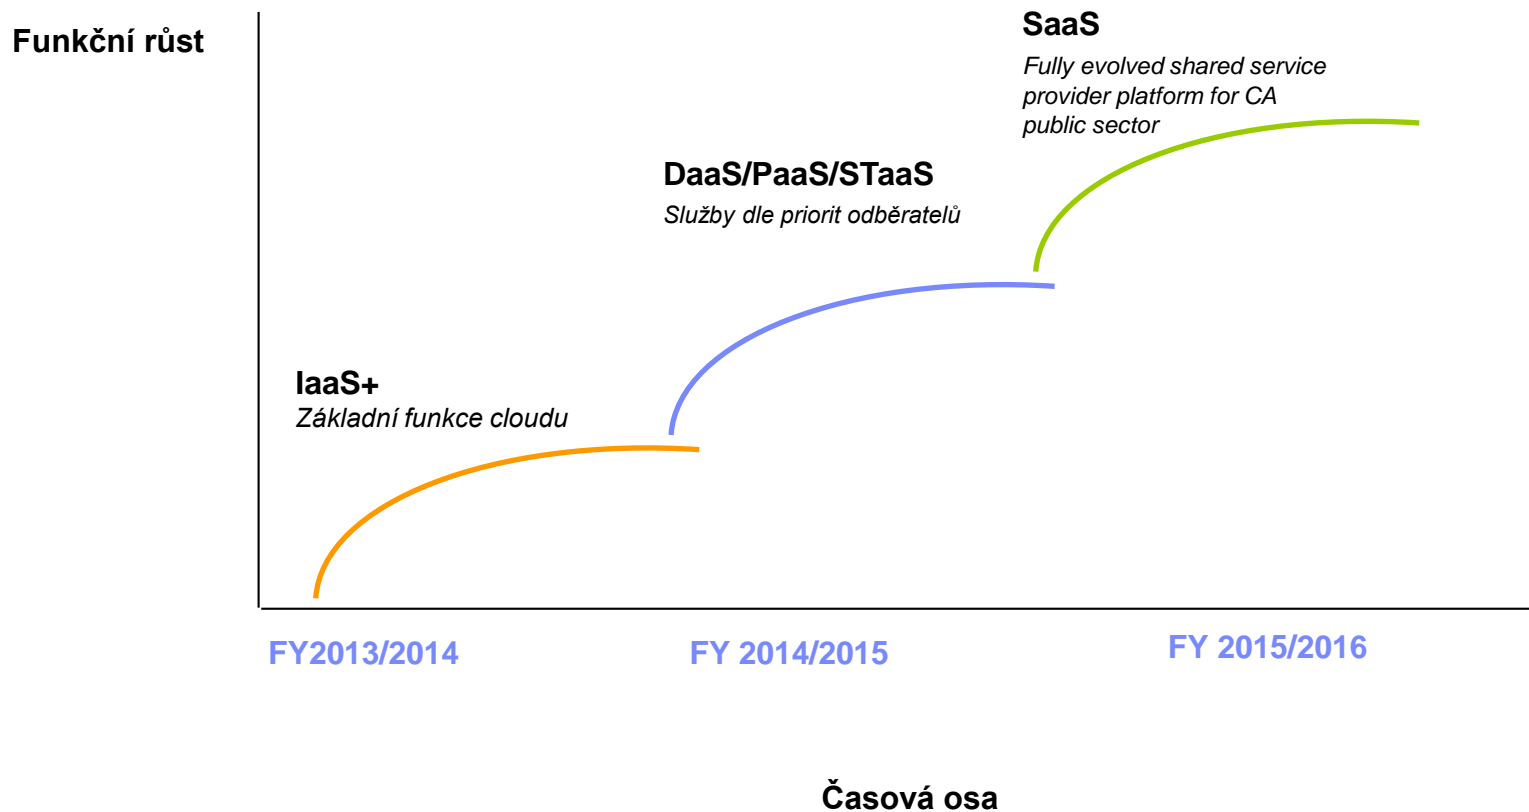 Funkční růst
SaaS
Fully evolved shared service
provider platform for CA
public sector
DaaS/PaaS/STaaS
Služby dle priorit odběratelů
IaaS+
Základní funkce cloudu
FY2013/2014
FY 2014/2015
FY 2015/2016
Časová osa